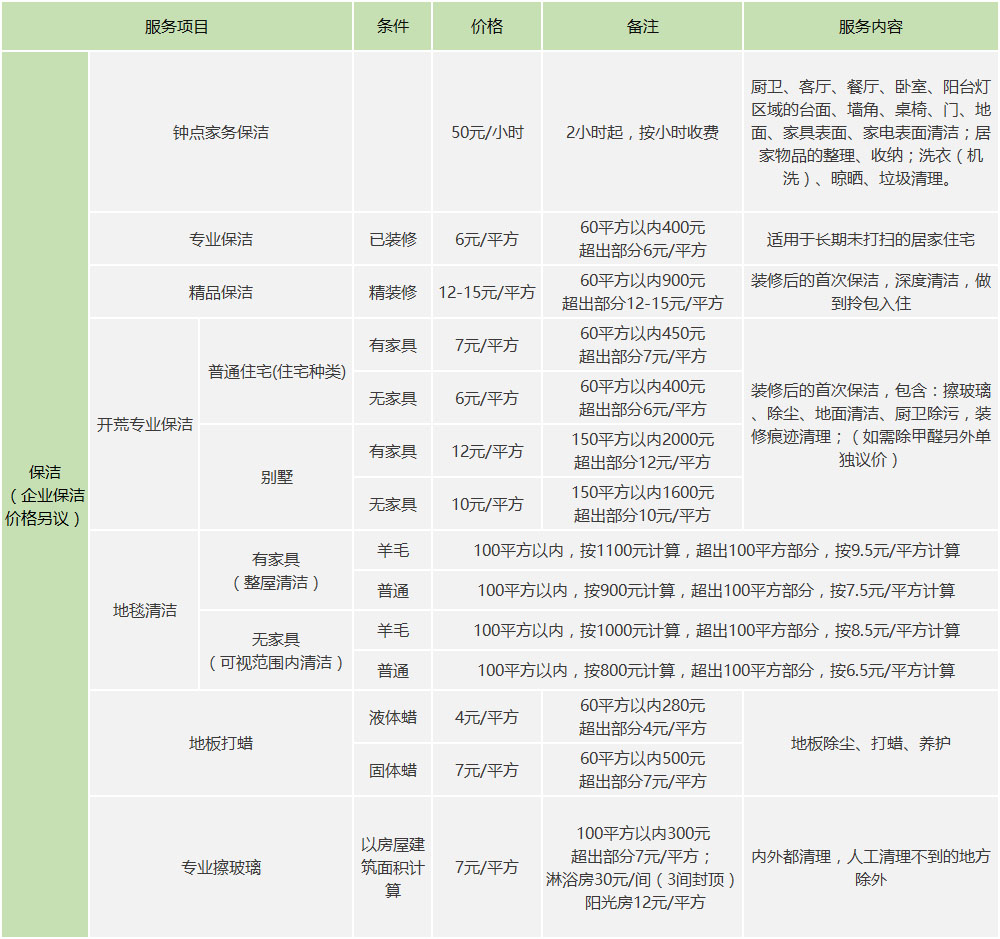 服务项目
条件
价格
备注
服务内容
保洁
（企业保洁
价格另议）
钟点家务保洁
50元/小时
2小时起，按小时收费
厨卫、客厅、餐厅、卧室、阳台灯
区域的台面、墙角、桌椅、门、地
面、家具表面、家电表面清洁；居
家物品的整理、收纳；洗衣（机
洗）、晾晒、垃圾清理。
专业保洁
已装修
6元/平方
60平方以内400元
超出部分6元/平方
适用于长期未打扫的居家住宅
精品保洁
精装修
12-15元/平方
60平方以内900元
超出部分12-15元/平方
装修后的首次保洁，深度清洁，做
到拎包入住
开荒专业保洁
普通住宅(住宅种类)
有家具
7元/平方
60平方以内450元
超出部分7元/平方
无家具
6元/平方
60平方以内400元
超出部分6元/平方
别墅
有家具
12元/平方
150平方以内2000元
超出部分12元/平方
无家具
10元/平方
150平方以内1600元
超出部分10元/平方
装修后的首次保洁，包含：擦玻璃
、除尘、地面清洁、厨卫除污，装
修痕迹清理；（如需除甲醛另外单
独议价）
地毯清洁
有家具
（整屋清洁）
羊毛
100平方以内，按1100元计算，超出100平方部分，按9.5元/平方计算
普通
100平方以内，按900元计算，超出100平方部分，按7.5元/平方计算
无家具
（可视范围内清洁）
羊毛
100平方以内，按1000元计算，超出100平方部分，按8.5元/平方计算
普通
100平方以内，按800元计算，超出100平方部分，按6.5元/平方计算
地板打蜡
液体蜡
4元/平方
60平方以内280元
超出部分4元/平方
固体蜡
7元/平方
60平方以内500元
超出部分7元/平方
地板除尘、打蜡、养护
专业擦玻璃
以房屋建
筑面积计
算
7元/平方
100平方以内300元
超出部分7元/平方；
淋浴房30元/间（3间封顶）
阳光房12元/平方
内外都清理，人工清理不到的地方
除外